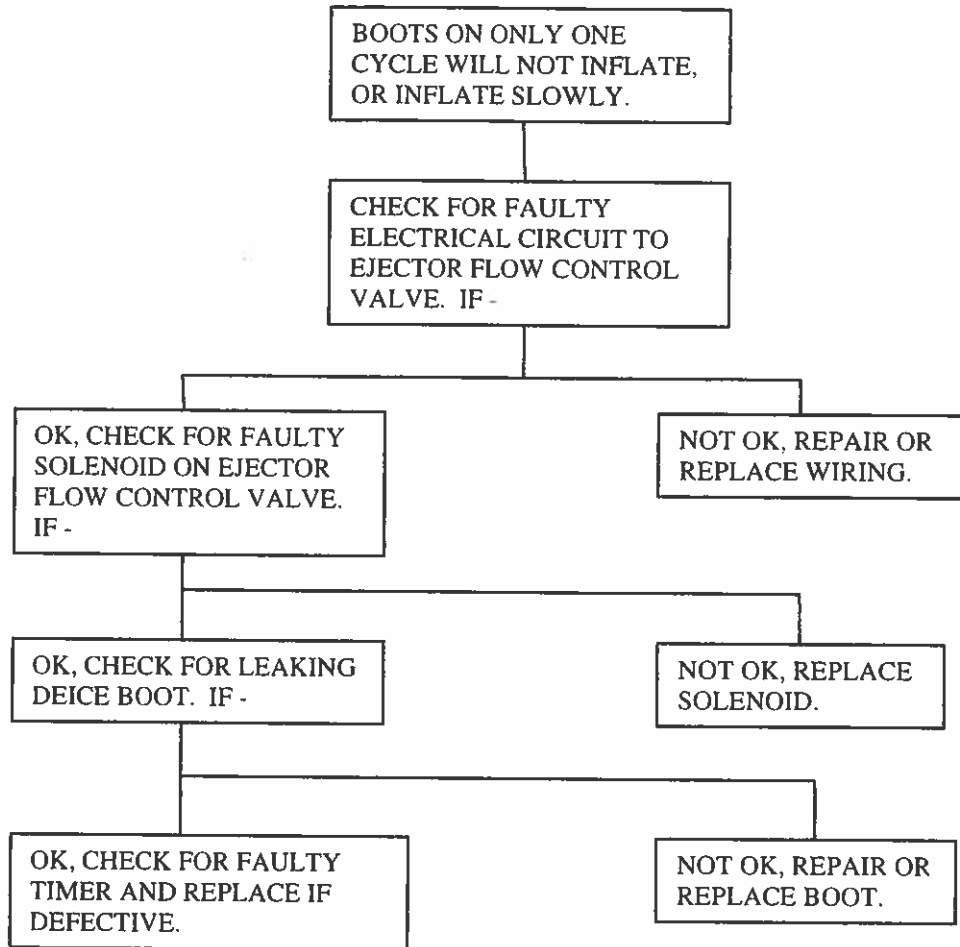 BOOTS ON ONLY ONE
CYCLE WILL NOT INFLATE,
OR INFLATE SLOWLY.
CHECK FOR FAULTY
ELECTRICAL CIRCUIT TO
EJECTOR FLOW CONTROL
VALVE. IF -
OK, CHECK FOR FAULTY
SOLENOID ON EJECTOR
FLOW CONTROL VALVE.
IF -
NOT OK, REPAIR OR
REPLACE WIRING.
OK, CHECK FOR LEAKING
DEICE BOOT. IF -
NOT OK, REPLACE
SOLENOID.
OK, CHECK FOR FAULTY
TIMER AND REPLACE IF
DEFECTIVE.
NOT OK, REPAIR OR
REPLACE BOOT.